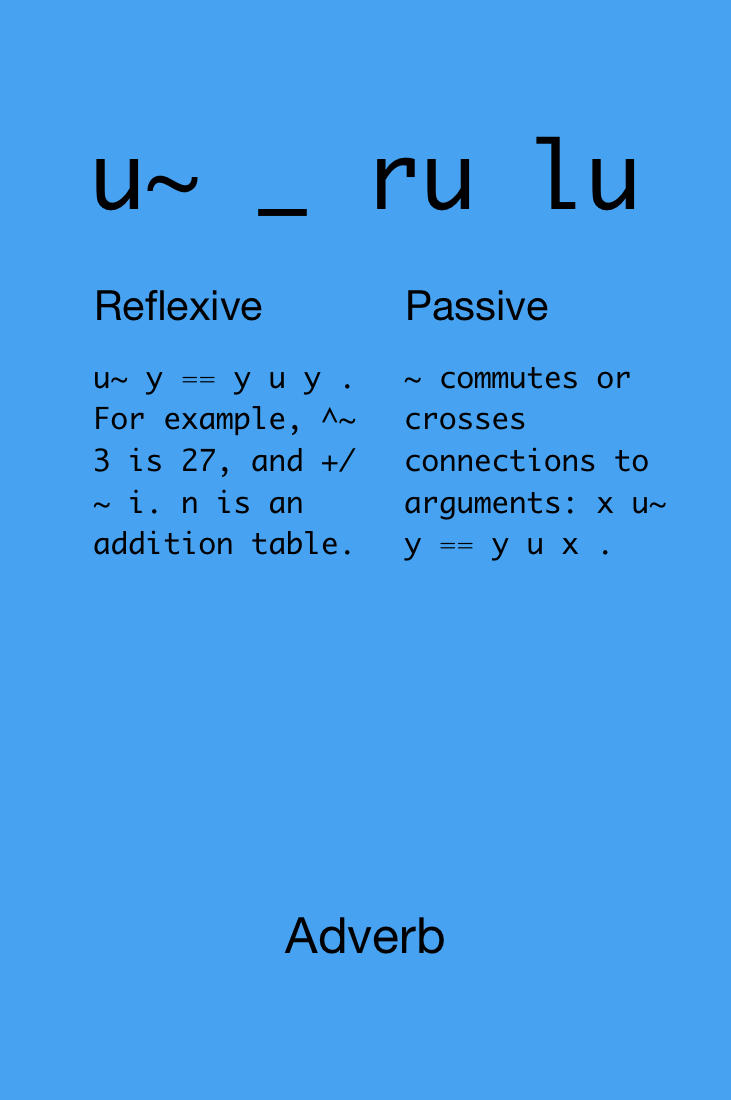 u~ _ ru lu
Reflexive
u~ y == y u y .
For example, ^~
3 is 27, and +/
~ i. n is an
addition table.
Passive
~ commutes or
crosses
connections to
arguments: x u~
y == y u x .
Adverb